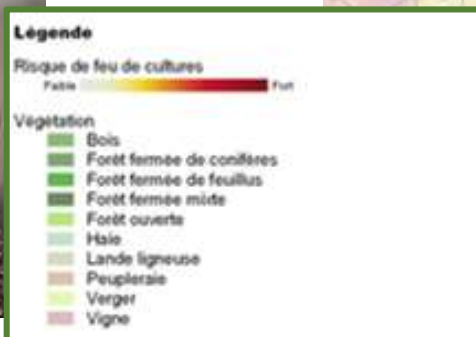 Légende
Risque de feu de cultures
Faible Fort
Végétation
Bois
Forêt fermée de conifères
Forêt fermée de feuillus
Forêt fermée mixte
Forêt ouverte
Haie
Lande ligneuse
Peupleraie
Verger
Vigne